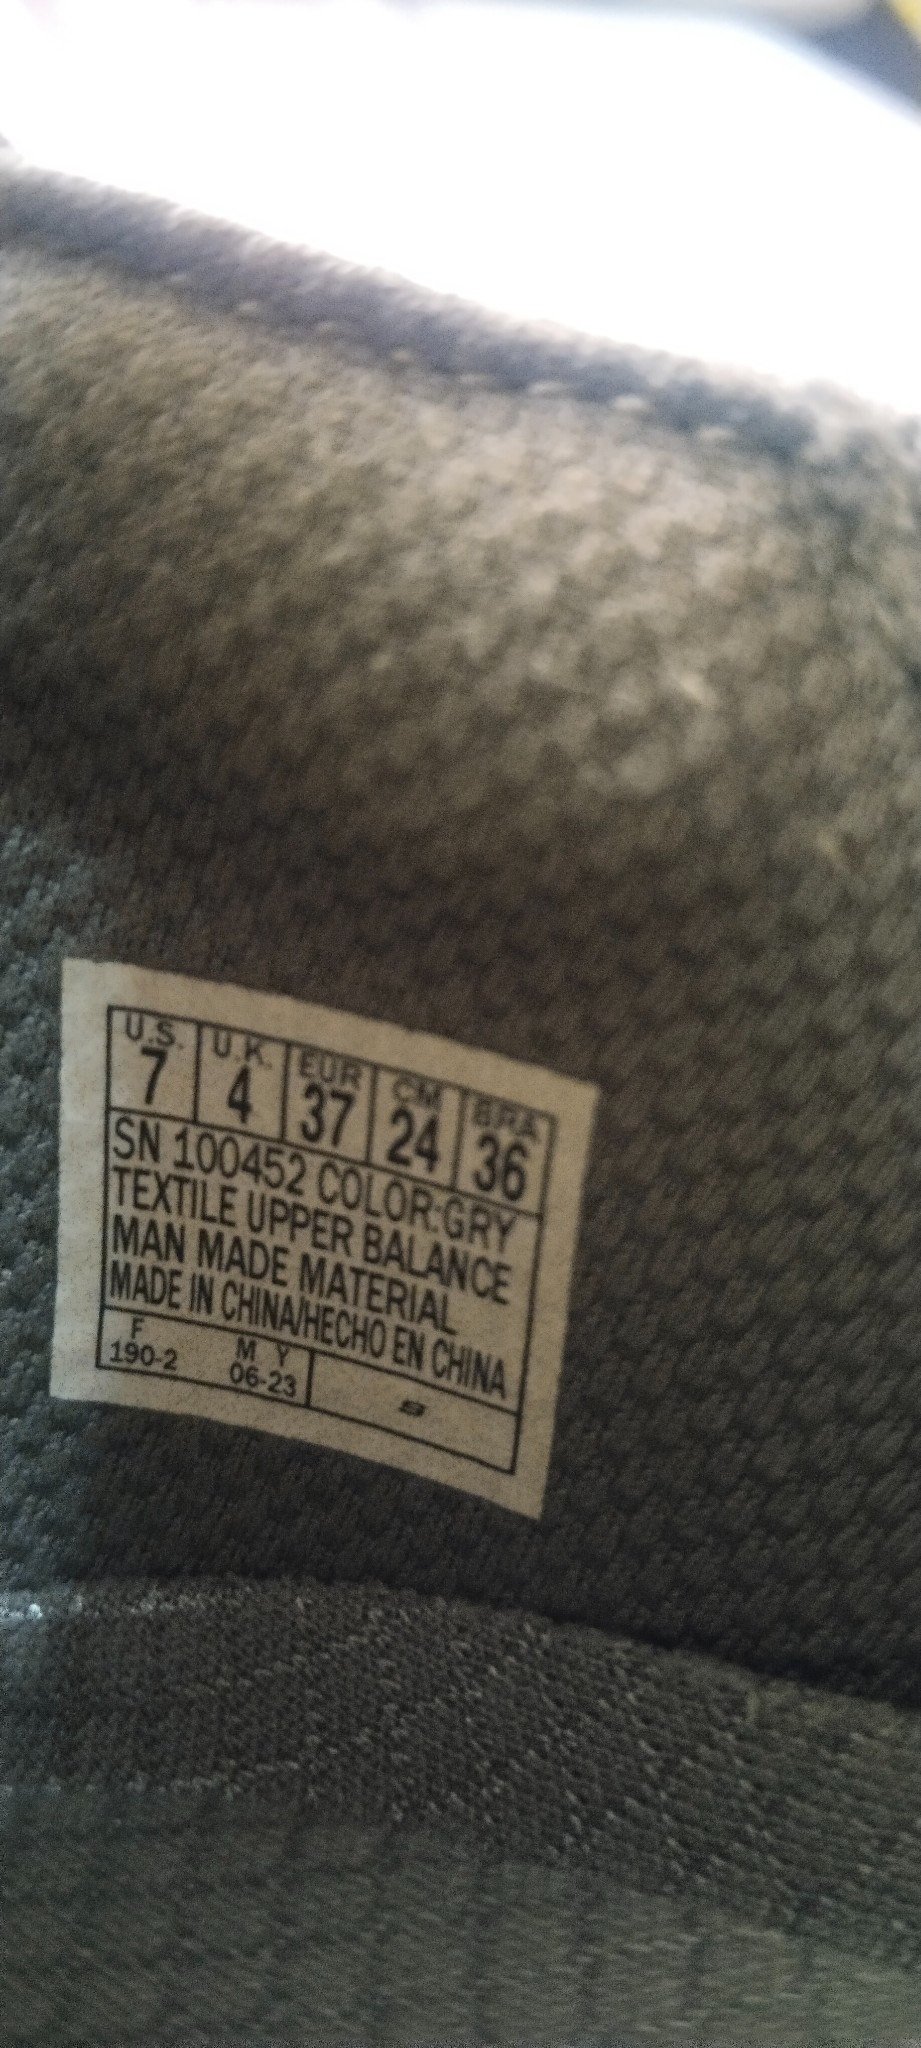 U.S. U.K. EUR CM BRA
7 4 37 24 36
SN 100452 COLOR:GRY
TEXTILE UPPER BALANCE
MAN MADE MATERIAL
MADE IN CHINA/HECHO EN CHINA
F M Y
190-2 06-23